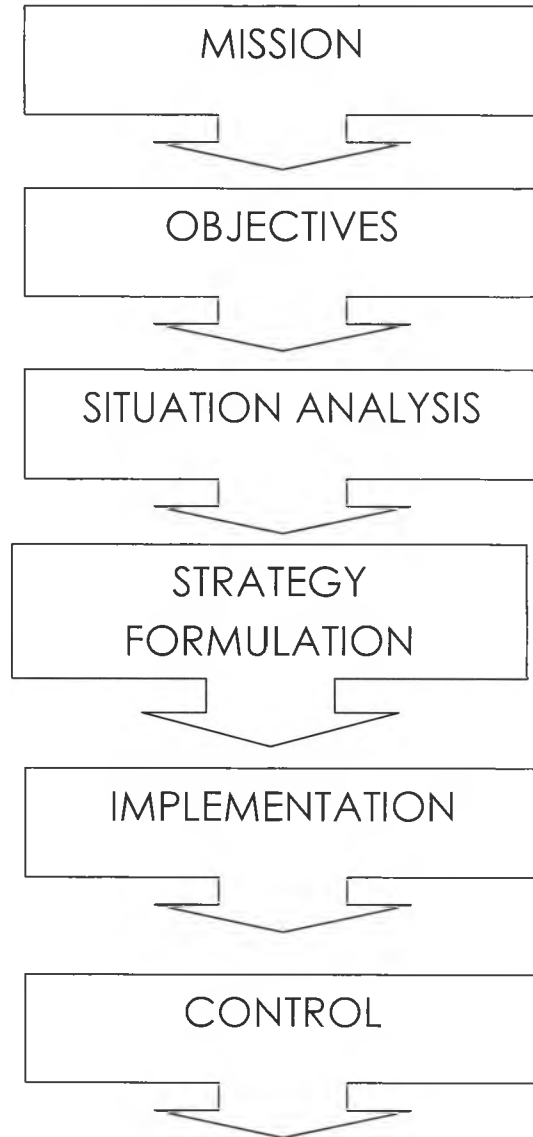 MISSION
OBJECTIVES
SITUATION ANALYSIS
STRATEGY
FORMULATION
IMPLEMENTATION
CONTROL